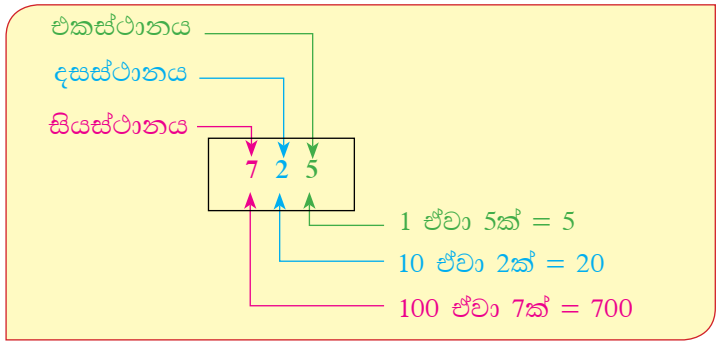 එකස්ථානය
දසස්ථානය
සියස්ථානය
7 2 5
1 ඒවා 5ක් = 5
10 ඒවා 2ක් = 20
100 ඒවා 7ක් = 700